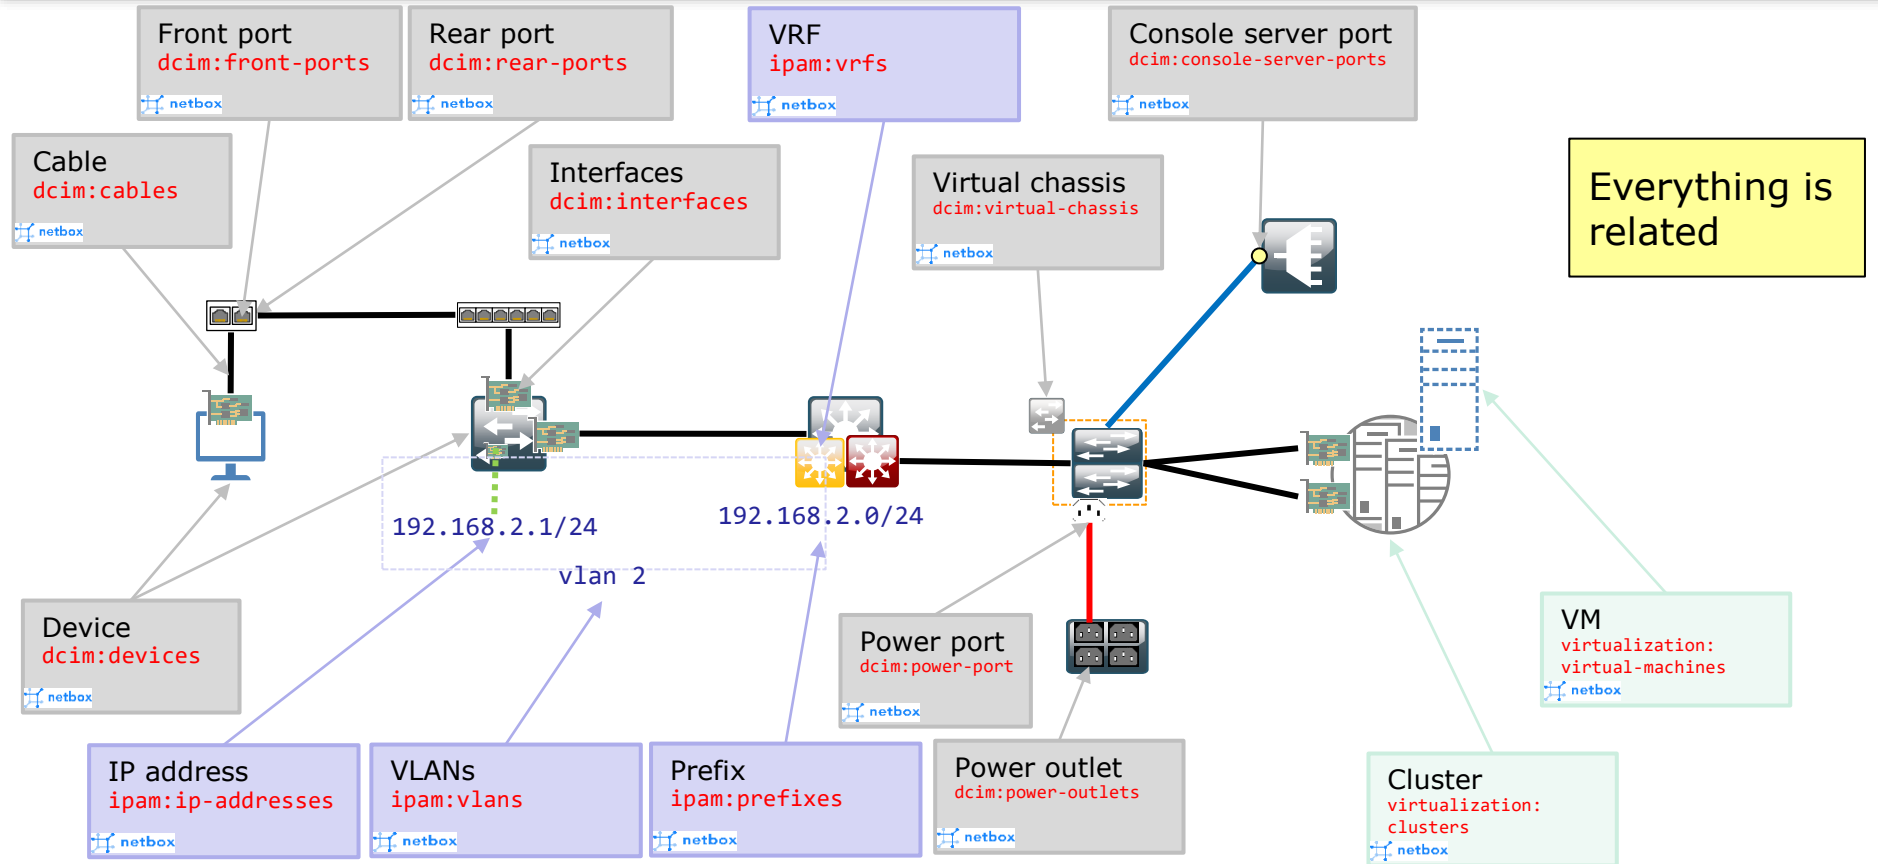 Front port
dcim:front-ports
netbox
Rear port
dcim:rear-ports
netbox
VRF
ipam:vrfs
netbox
Console server port
dcim:console-server-ports
netbox
Cable
dcim:cables
netbox
Interfaces
dcim:interfaces
netbox
Virtual chassis
dcim:virtual-chassis
netbox
Everything is
related
192.168.2.1/24
192.168.2.0/24
vlan 2
Device
dcim:devices
netbox
Power port
dcim:power-port
netbox
VM
virtualization:
virtual-machines
netbox
IP address
ipam:ip-addresses
netbox
VLANs
ipam:vlans
netbox
Prefix
ipam:prefixes
netbox
Power outlet
dcim:power-outlets
netbox
Cluster
virtualization:
clusters
netbox